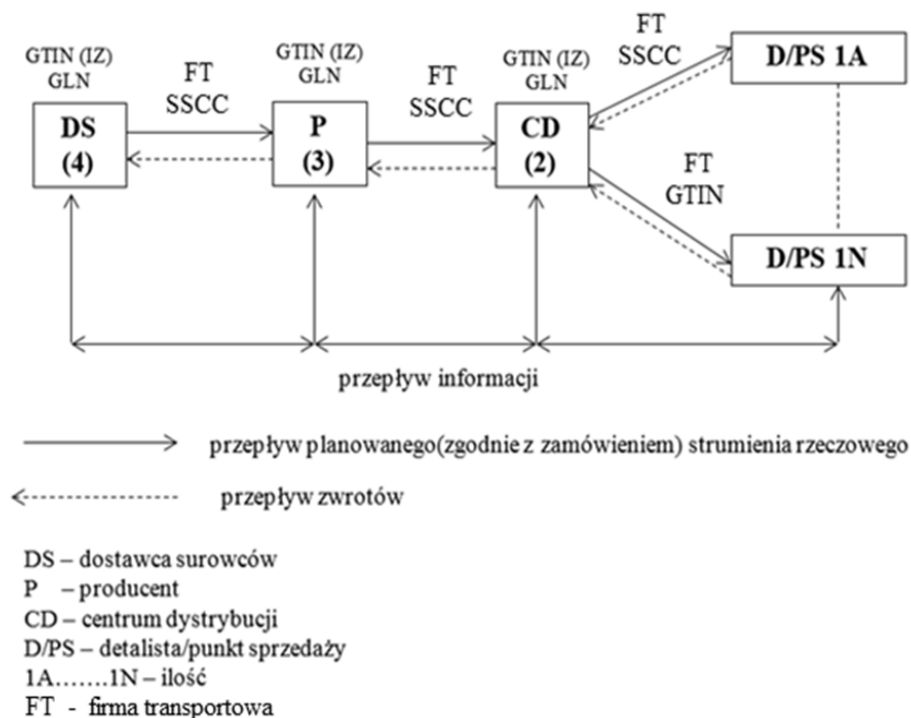 GTIN (IZ)
GLN
DS
(4)
FT
SSCC
GTIN (IZ)
GLN
P
(3)
FT
SSCC
GTIN (IZ)
GLN
CD
(2)
FT
SSCC
D/PS 1A
FT
GTIN
D/PS 1N
przepływ informacji
przepływ planowanego(zgodnie z zamówieniem) strumienia rzeczowego
przepływ zwrotów
DS – dostawca surowców
P – producent
CD – centrum dystrybucji
D/PS – detalista/punkt sprzedaży
1A.......1N – ilość
FT - firma transportowa